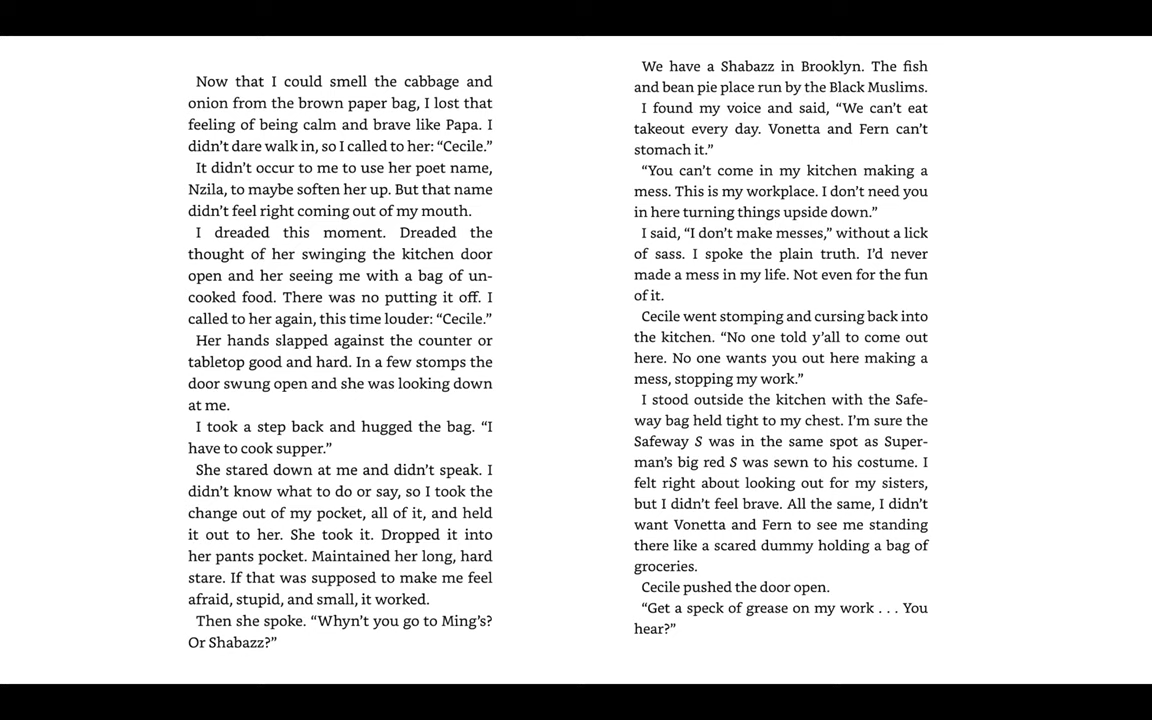 Now that I could smell the cabbage and
onion from the brown paper bag, I lost that
feeling of being calm and brave like Papa. I
didn’t dare walk in, so I called to her: “Cecile.”
It didn’t occur to me to use her poet name,
Nzila, to maybe soften her up. But that name
didn’t feel right coming out of my mouth.
I dreaded this moment. Dreaded the
thought of her swinging the kitchen door
open and her seeing me with a bag of un-
cooked food. There was no putting it off. I
called to her again, this time louder: “Cecile.”
Her hands slapped against the counter or
tabletop good and hard. In a few stomps the
door swung open and she was looking down
at me.
I took a step back and hugged the bag. “I
have to cook supper.”
She stared down at me and didn’t speak. I
didn’t know what to do or say, so I took the
change out of my pocket, all of it, and held
it out to her. She took it. Dropped it into
her pants pocket. Maintained her long, hard
stare. If that was supposed to make me feel
afraid, stupid, and small, it worked.
Then she spoke. “Whyn’t you go to Ming’s?
Or Shabazz?”
We have a Shabazz in Brooklyn. The fish
and bean pie place run by the Black Muslims.
I found my voice and said, “We can’t eat
takeout every day. Vonetta and Fern can’t
stomach it.”
“You can’t come in my kitchen making a
mess. This is my workplace. I don’t need you
in here turning things upside down.”
I said, “I don’t make messes,” without a lick
of sass. I spoke the plain truth. I’d never
made a mess in my life. Not even for the fun
of it.
Cecile went stomping and cursing back into
the kitchen. “No one told y’all to come out
here. No one wants you out here making a
mess, stopping my work.”
I stood outside the kitchen with the Safe-
way bag held tight to my chest. I’m sure the
Safeway S was in the same spot as Super-
man’s big red S was sewn to his costume. I
felt right about looking out for my sisters,
but I didn’t feel brave. All the same, I didn’t
want Vonetta and Fern to see me standing
there like a scared dummy holding a bag of
groceries.
Cecile pushed the door open.
“Get a speck of grease on my work . . . You
hear?”